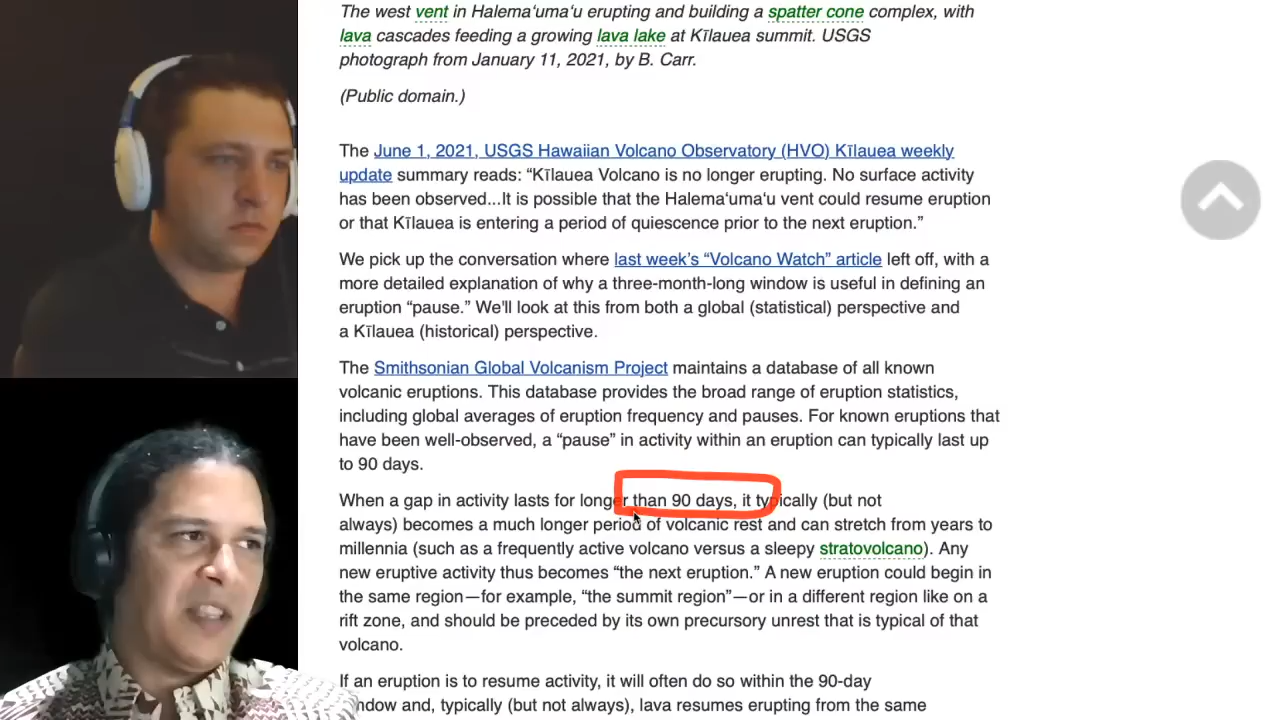 The west vent in Halemaʻumaʻu erupting and building a spatter cone complex, with
lava cascades feeding a growing lava lake at Kīlauea summit. USGS
photograph from January 11, 2021, by B. Carr.
(Public domain.)
The June 1, 2021, USGS Hawaiian Volcano Observatory (HVO) Kīlauea weekly
update summary reads: “Kīlauea Volcano is no longer erupting. No surface activity
has been observed...It is possible that the Halemaʻumaʻu vent could resume eruption
or that Kīlauea is entering a period of quiescence prior to the next eruption.”
We pick up the conversation where last week’s “Volcano Watch” article left off, with a
more detailed explanation of why a three-month-long window is useful in defining an
eruption “pause.” We'll look at this from both a global (statistical) perspective and
a Kīlauea (historical) perspective.
The Smithsonian Global Volcanism Project maintains a database of all known
volcanic eruptions. This database provides the broad range of eruption statistics,
including global averages of eruption frequency and pauses. For known eruptions that
have been well-observed, a “pause” in activity within an eruption can typically last up
to 90 days.
When a gap in activity lasts for longer than 90 days, it typically (but not
always) becomes a much longer period of volcanic rest and can stretch from years to
millennia (such as a frequently active volcano versus a sleepy stratovolcano). Any
new eruptive activity thus becomes “the next eruption.” A new eruption could begin in
the same region—for example, “the summit region”—or in a different region like on a
rift zone, and should be preceded by its own precursory unrest that is typical of that
volcano.
If an eruption is to resume activity, it will often do so within the 90-day
and, typically (but not always), lava resumes erupting from the same